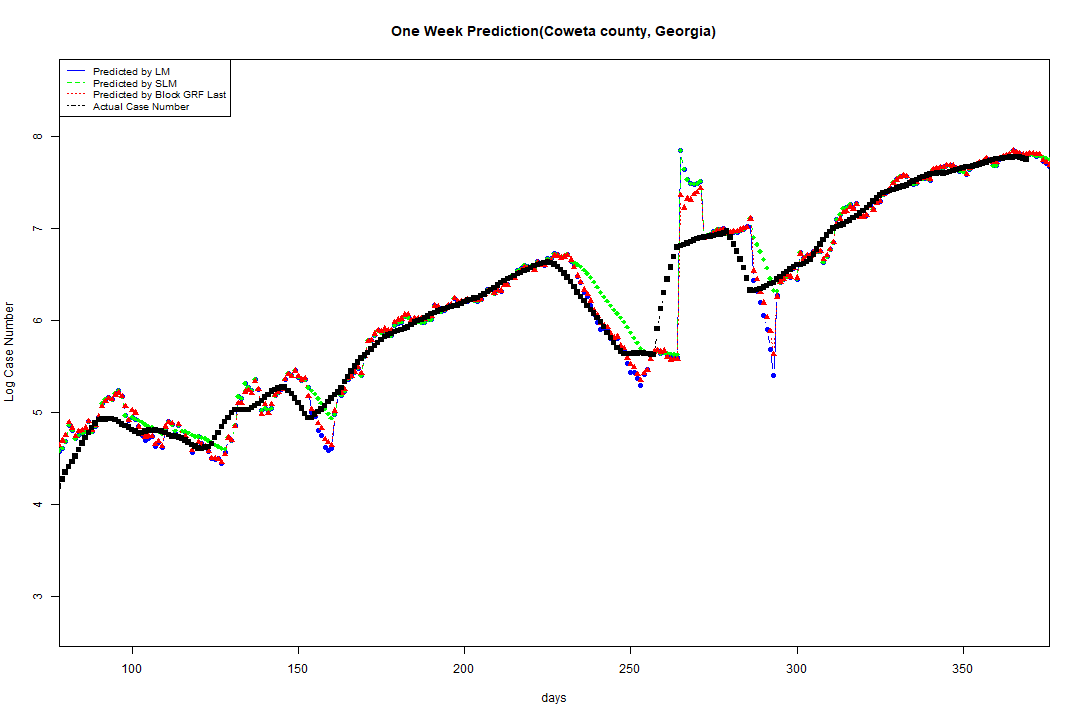 One Week Prediction(Coweta county, Georgia)
Predicted by LM
Predicted by SLM
Predicted by Block GRF Last
Actual Case Number
Log Case Number
8
7
6
5
4
3
100 150 200 250 300 350
days